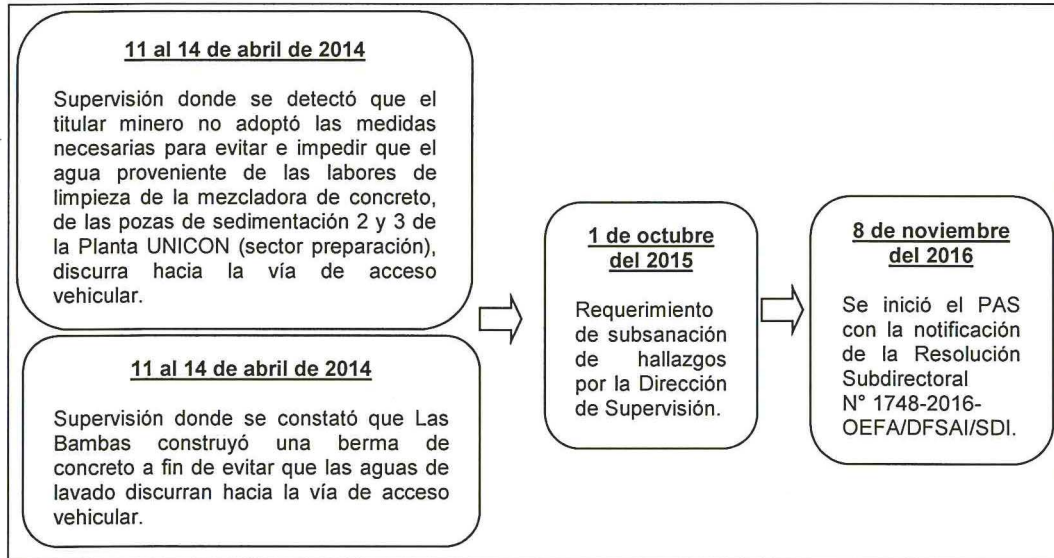 11 al 14 de abril de 2014
Supervisión donde se detectó que el
titular minero no adoptó las medidas
necesarias para evitar e impedir que el
agua proveniente de las labores de
limpieza de la mezcladora de concreto,
de las pozas de sedimentación 2 y 3 de
la Planta UNICON (sector preparación),
discurra hacia la vía de acceso
vehicular.
11 al 14 de abril de 2014
Supervisión donde se constató que Las
Bambas construyó una berma de
concreto a fin de evitar que las aguas de
lavado discurran hacia la vía de acceso
vehicular.
1 de octubre
del 2015
Requerimiento
de subsanación
de hallazgos
por la Dirección
de Supervisión.
8 de noviembre
del 2016
Se inició el PAS
con la notificación
de la Resolución
Subdirectoral
N° 1748-2016-
OEFA/DFSAI/SDI.